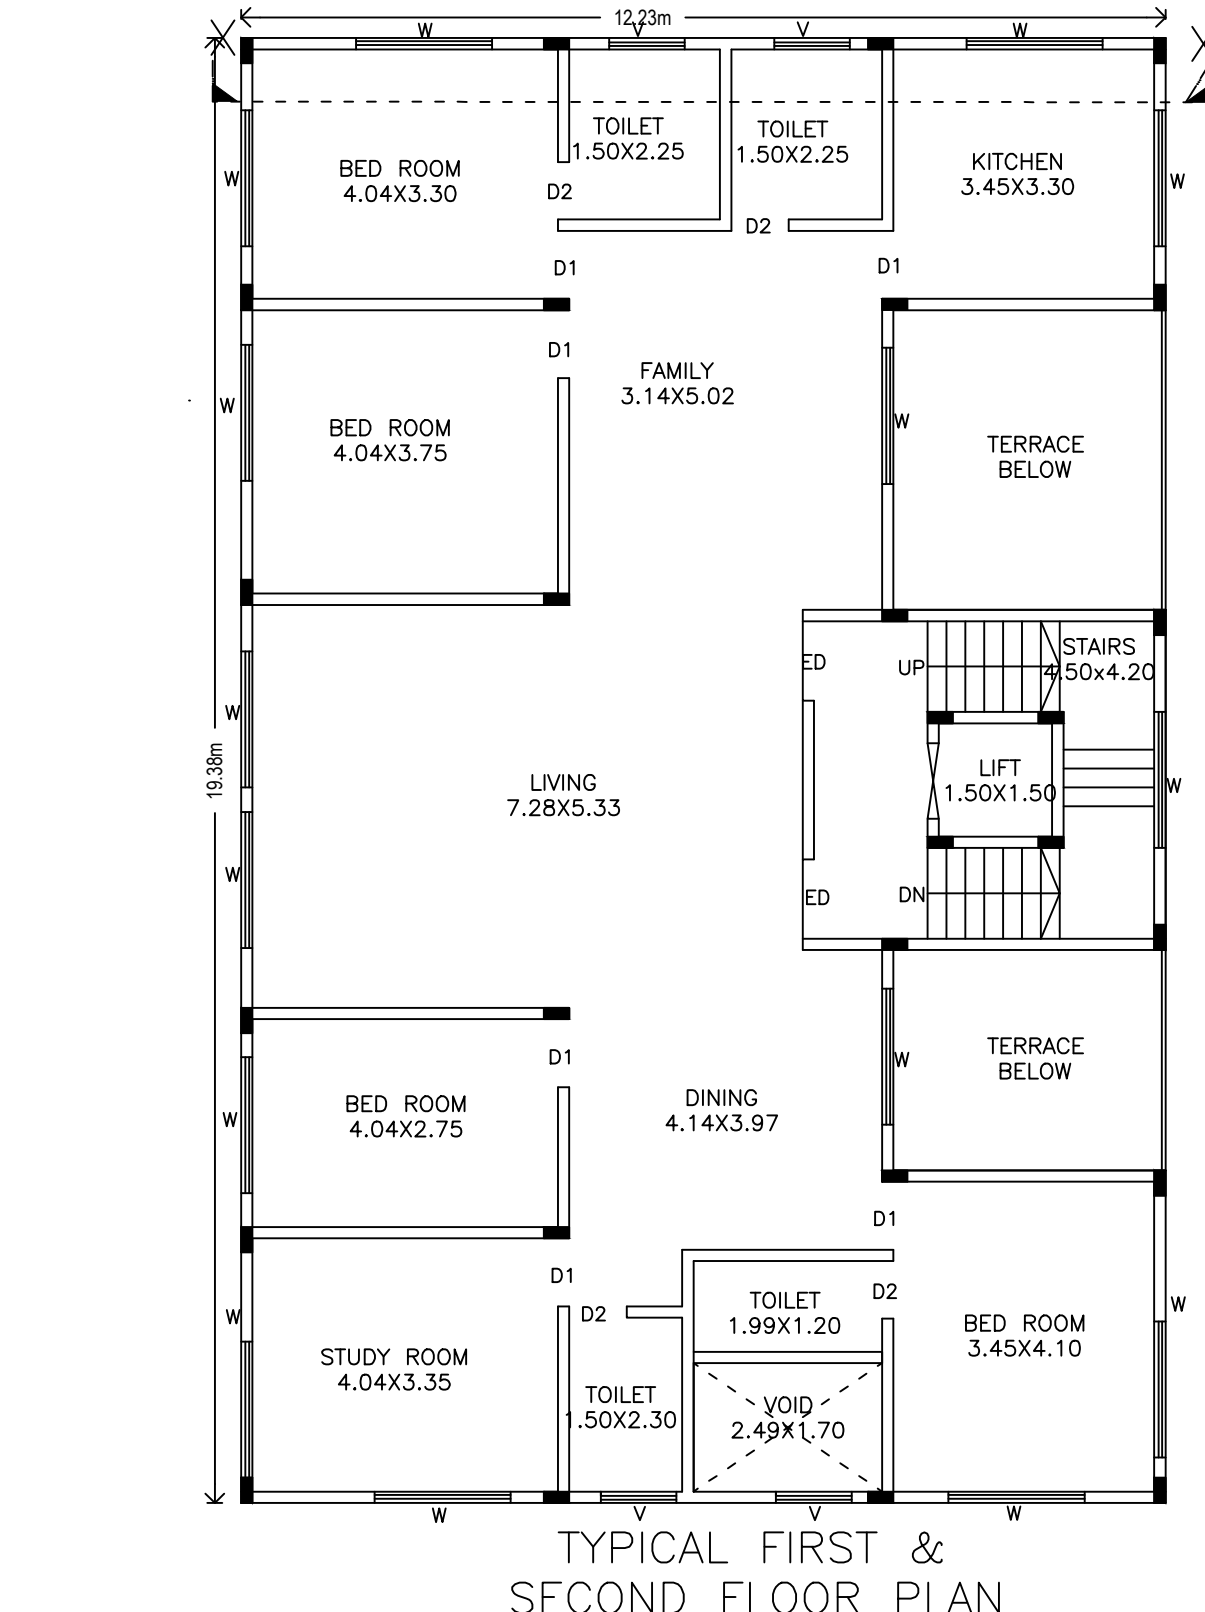 12.23m
W
V
V
W
TOILET
1.50X2.25
TOILET
1.50X2.25
BED ROOM
4.04X3.30
KITCHEN
3.45X3.30
W
W
D2
D2
D1
D1
D1
FAMILY
3.14X5.02
W
BED ROOM
4.04X3.75
W
TERRACE
BELOW
ED
UP
STAIRS
4.50x4.20
W
19.38m
LIVING
7.28X5.33
LIFT
1.50X1.50
W
W
ED
DN
D1
W
TERRACE
BELOW
BED ROOM
4.04X2.75
W
DINING
4.14X3.97
D1
D1
D2
D2
W
W
TOILET
1.99X1.20
BED ROOM
3.45X4.10
STUDY ROOM
4.04X3.35
TOILET
1.50X2.30
VOID
2.49X1.70
W
V
V
W
TYPICAL FIRST &
SECOND FLOOR PLAN